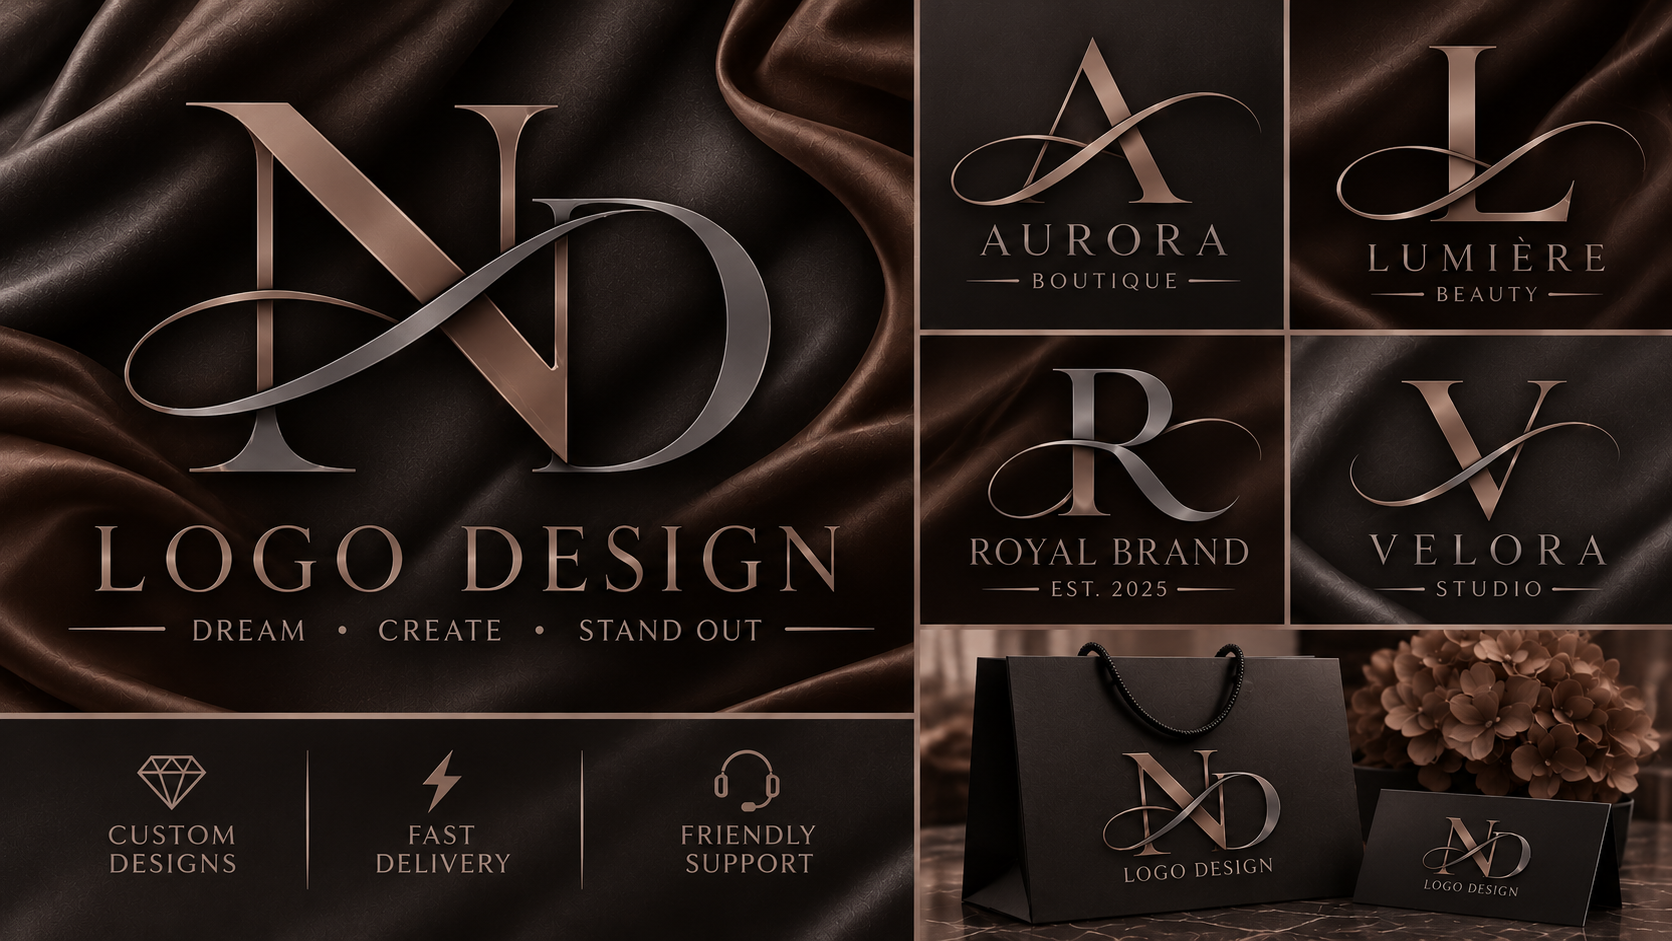 ND
LOGO DESIGN
DREAM • CREATE • STAND OUT
CUSTOM
DESIGNS
FAST
DELIVERY
FRIENDLY
SUPPORT
A
AURORA
BOUTIQUE
L
LUMIÈRE
BEAUTY
R
ROYAL BRAND
EST. 2025
V
VELORA
STUDIO
ND
LOGO DESIGN
ND
LOGO DESIGN